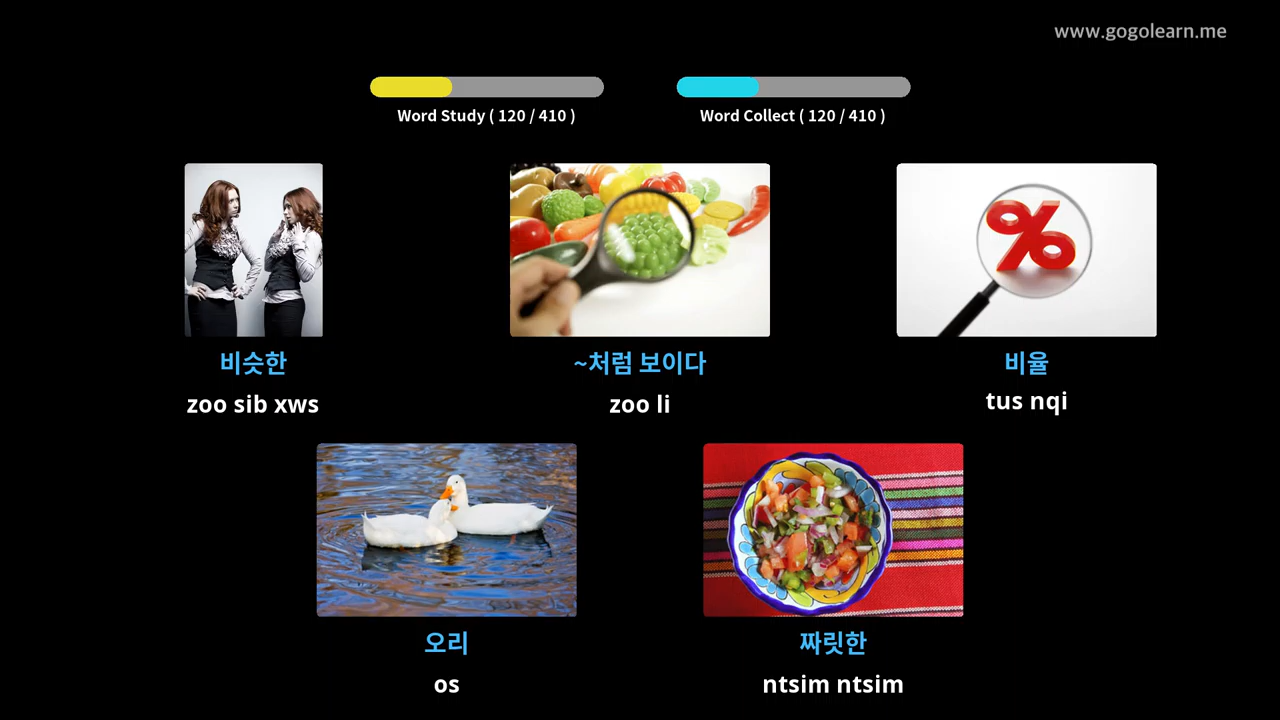 www.gogolearn.me
Word Study ( 120 / 410 )
Word Collect ( 120 / 410 )
비슷한
zoo sib xws
~처럼 보이다
zoo li
비율
tus nqi
%
오리
os
짜릿한
ntsim ntsim